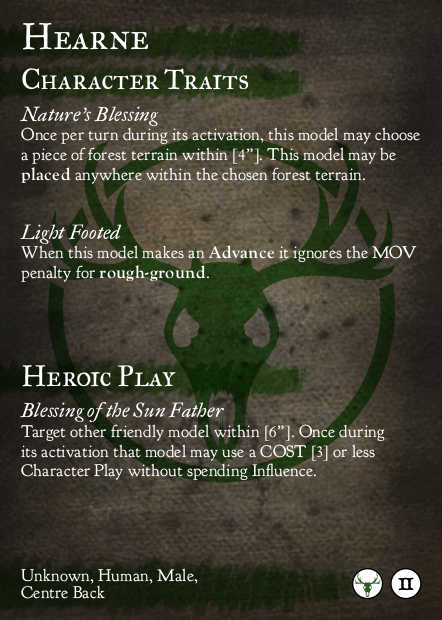 Hearne
Character Traits
Nature's Blessing
Once per turn during its activation, this model may choose
a piece of forest terrain within [4"]. This model may be
placed anywhere within the chosen forest terrain.
Light Footed
When this model makes an Advance it ignores the MOV
penalty for rough-ground.
Heroic Play
Blessing of the Sun Father
Target other friendly model within [6"]. Once during
its activation that model may use a COST [3] or less
Character Play without spending Influence.
Unknown, Human, Male,
Centre Back
II